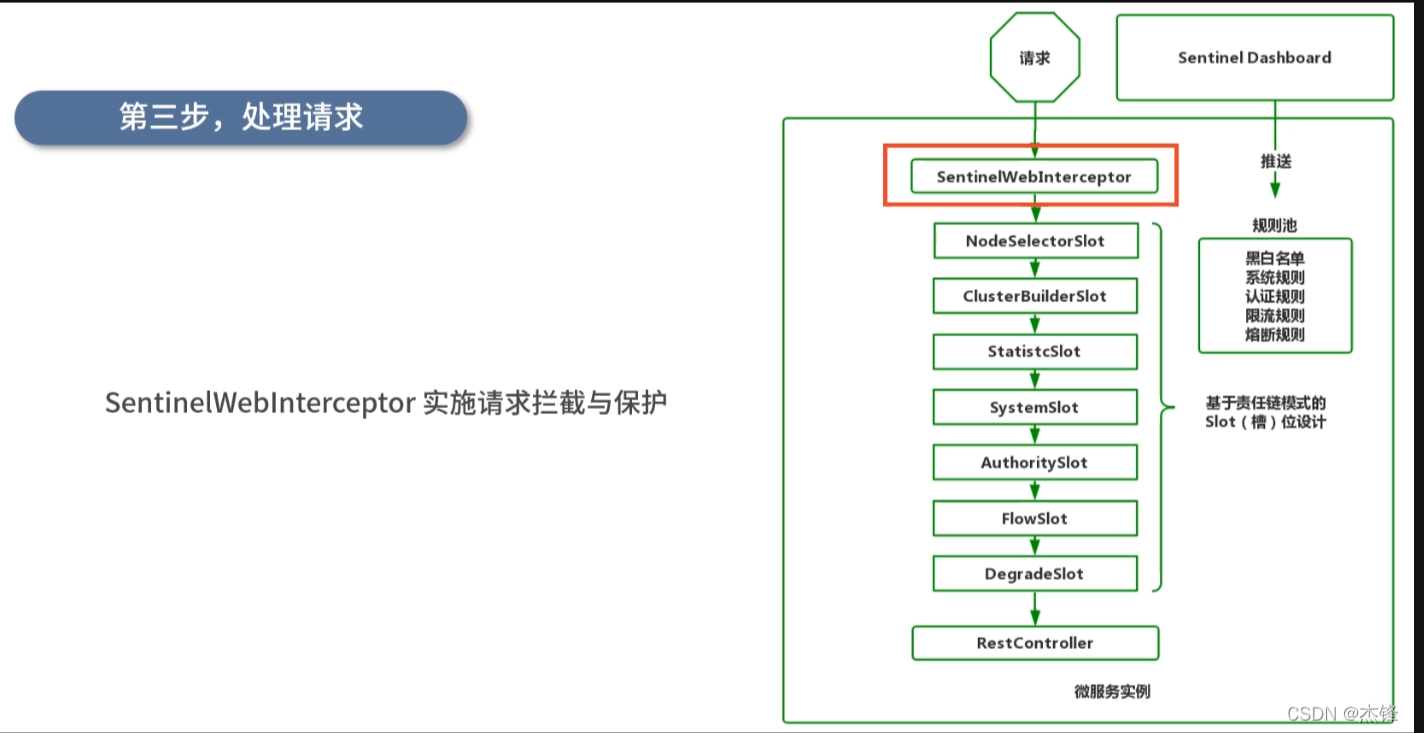 第三步，处理请求
SentinelWebInterceptor 实施请求拦截与保护
请求
Sentinel Dashboard
SentinelWebInterceptor
推送
NodeSelectorSlot
规则池
ClusterBuilderSlot
黑白名单
系统规则
认证规则
限流规则
熔断规则
StatistcSlot
SystemSlot
基于责任链模式的
Slot（槽）位设计
AuthoritySlot
FlowSlot
DegradeSlot
RestController
微服务实例
CSDN @杰锋